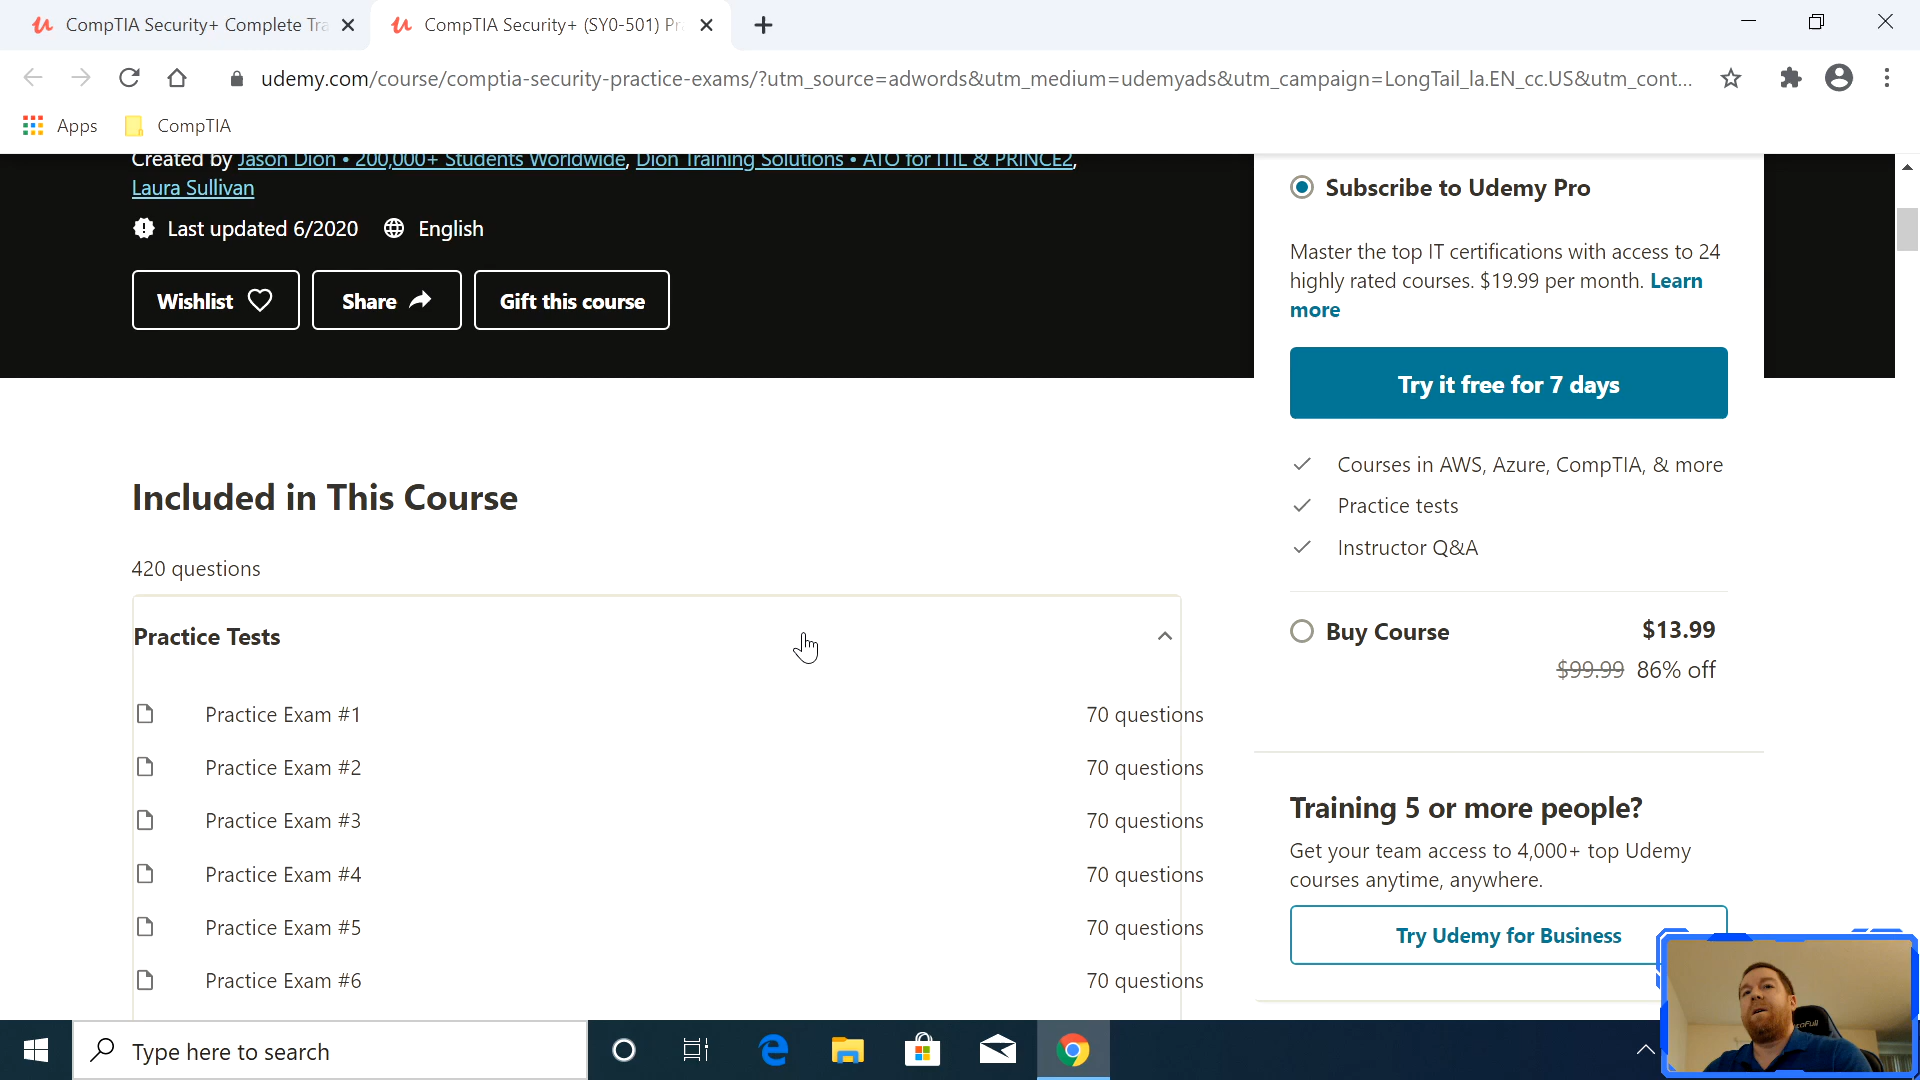 CompTIA Security+ Complete Tra
CompTIA Security+ (SY0-501) Pr
udemy.com/course/comptia-security-practice-exams/?utm_source=adwords&utm_medium=udemyads&utm_campaign=LongTail_la.EN_cc.US&utm_cont...
Apps
CompTIA
Created by Jason Dion • 200,000+ Students Worldwide, Dion Training Solutions • ATO for ITIL & PRINCE2,
Laura Sullivan
Last updated 6/2020 English
Wishlist
Share
Gift this course
Included in This Course
420 questions
Practice Tests
Practice Exam #1 70 questions
Practice Exam #2 70 questions
Practice Exam #3 70 questions
Practice Exam #4 70 questions
Practice Exam #5 70 questions
Practice Exam #6 70 questions
Subscribe to Udemy Pro
Master the top IT certifications with access to 24
highly rated courses. $19.99 per month. Learn
more
Try it free for 7 days
Courses in AWS, Azure, CompTIA, & more
Practice tests
Instructor Q&A
Buy Course $13.99
$99.99 86% off
Training 5 or more people?
Get your team access to 4,000+ top Udemy
courses anytime, anywhere.
Try Udemy for Business
Type here to search